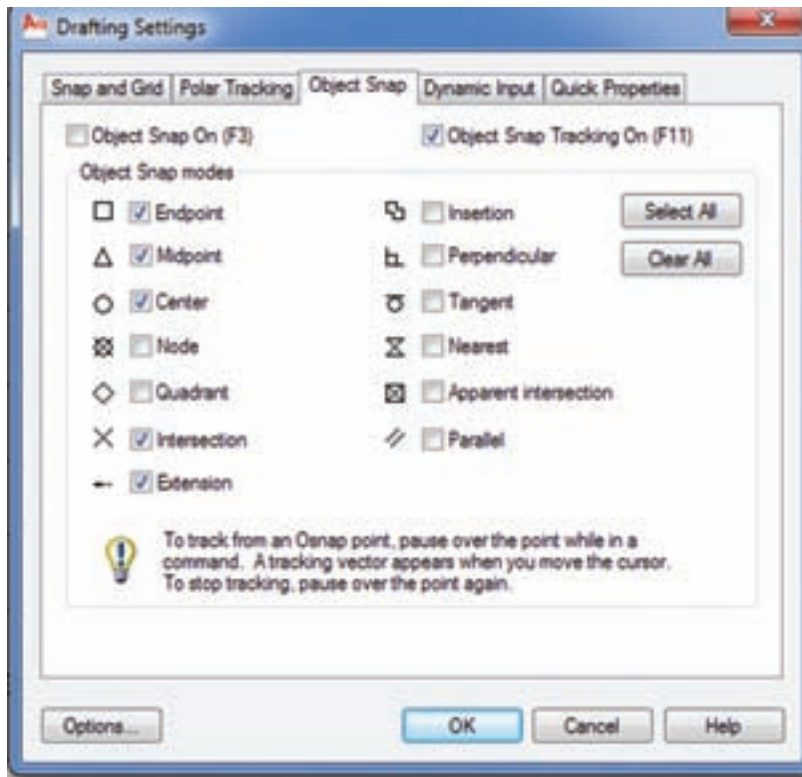 Drafting Settings
Snap and Grid Polar Tracking Object Snap Dynamic Input Quick Properties
Object Snap On (F3) Object Snap Tracking On (F11)
Object Snap modes
Endpoint Insertion Select All
Midpoint Perpendicular Clear All
Center Tangent
Node Nearest
Quadrant Apparent intersection
Intersection Parallel
Extension
To track from an Osnap point, pause over the point while in a
command. A tracking vector appears when you move the cursor.
To stop tracking, pause over the point again.
Options... OK Cancel Help